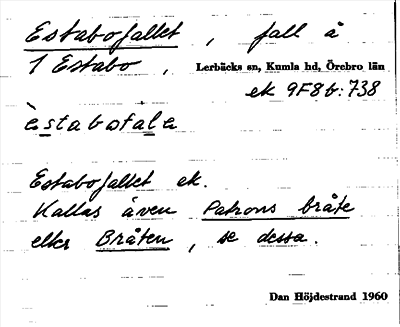 Estabofallet, fall å
1 Estabo, Lerbäcks sn, Kumla hd, Örebro län
ek 9F8b:738
èstabofale
Estabofallet ek.
Kallas även Patrons bråte
eller Bråten, se dessa.
Dan Höjdestrand 1960